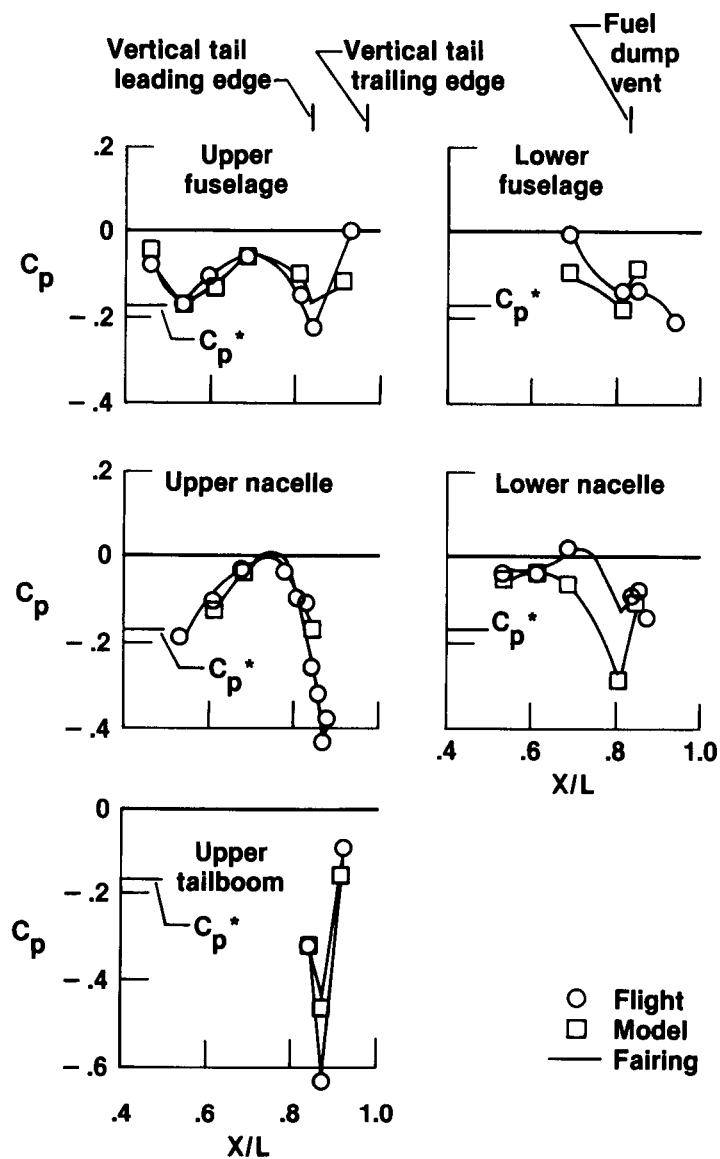 Vertical tail
leading edge
Vertical tail
trailing edge
Fuel
dump
vent
.2
0
– .2
– .4
Cp
Upper
fuselage
Cp*
Lower
fuselage
Cp*
.2
0
– .2
– .4
Cp
Upper nacelle
Cp*
Lower nacelle
Cp*
.4 .6 .8 1.0
X/L
0
– .2
– .4
– .6
Cp
Upper
tailboom
Cp*
.4 .6 .8 1.0
X/L
Flight
Model
Fairing